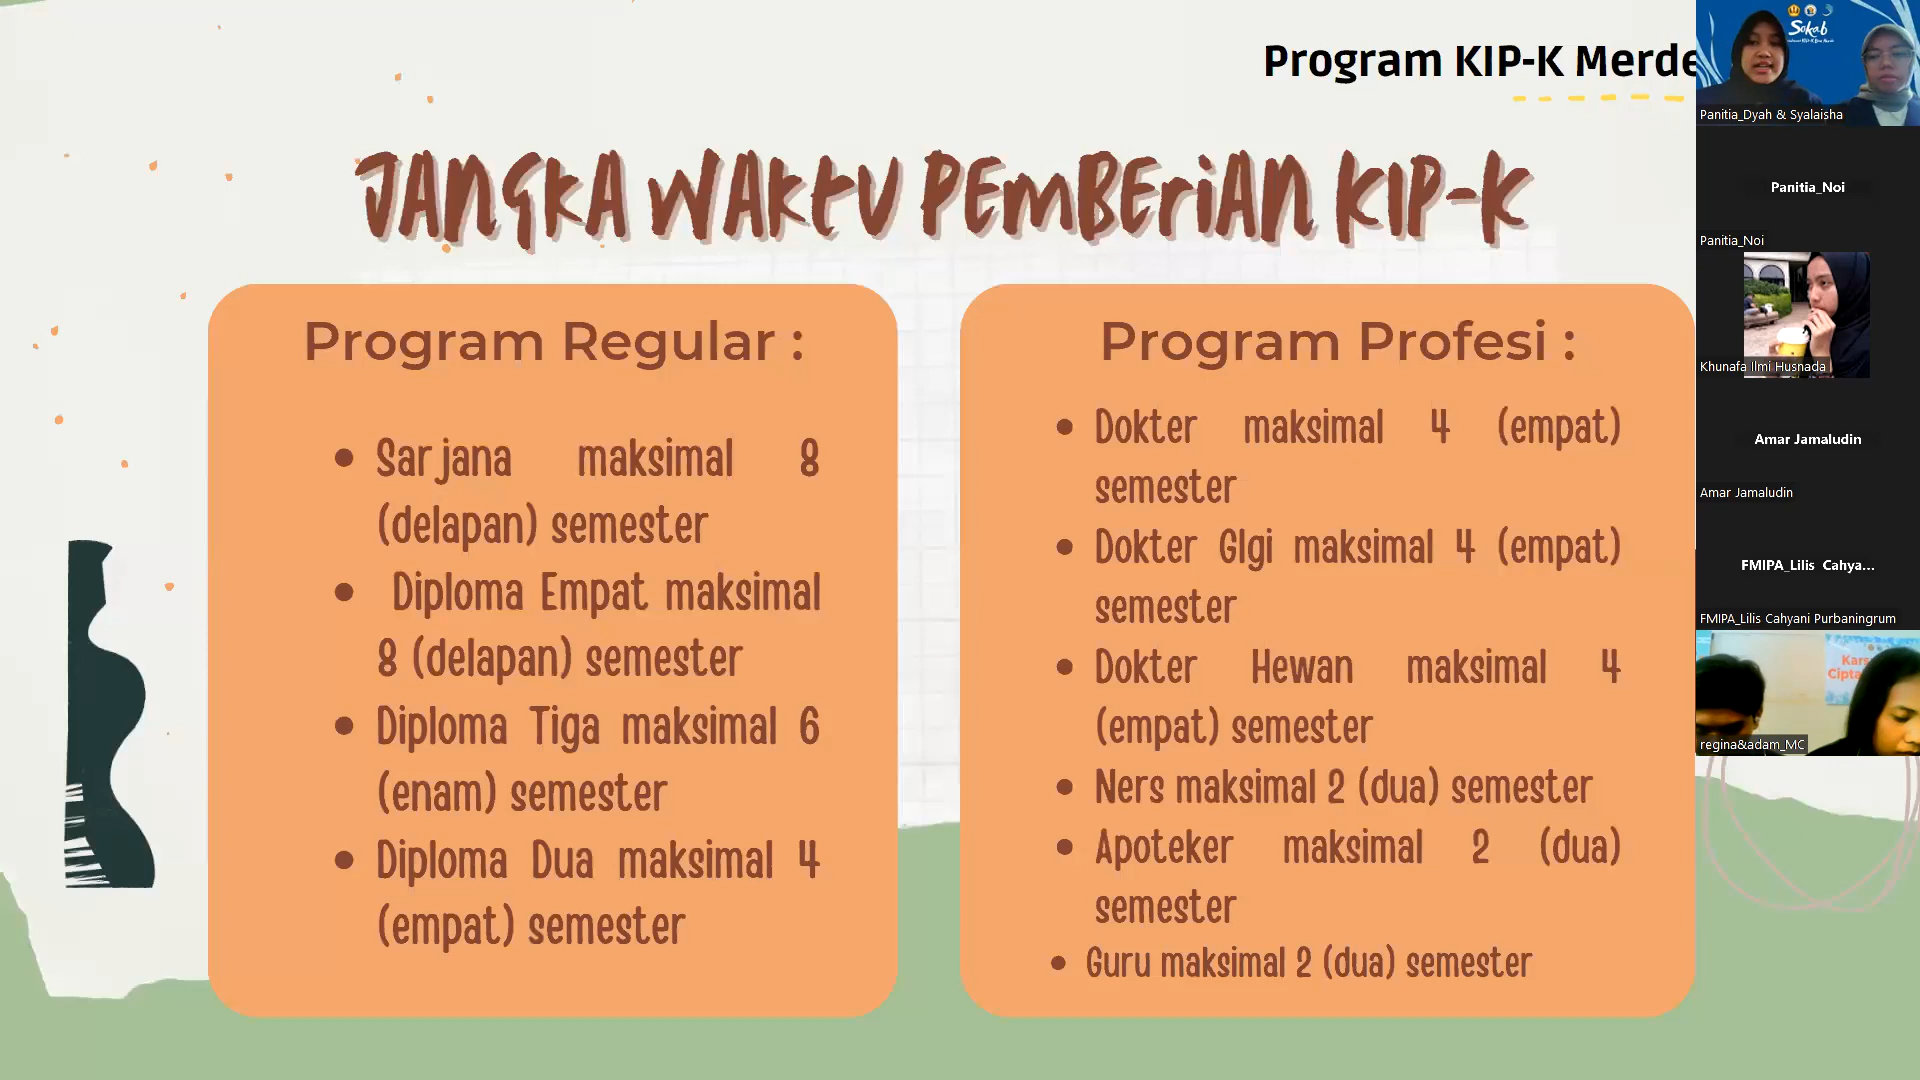 Program KIP-K Merde
JANGKA WAKTU PEMBERIAN KIP-K
Program Regular :
• Sarjana maksimal 8
(delapan) semester
• Diploma Empat maksimal
8 (delapan) semester
• Diploma Tiga maksimal 6
(enam) semester
• Diploma Dua maksimal 4
(empat) semester
Program Profesi :
• Dokter maksimal 4 (empat)
semester
• Dokter GIgi maksimal 4 (empat)
semester
• Dokter Hewan maksimal 4
(empat) semester
• Ners maksimal 2 (dua) semester
• Apoteker maksimal 2 (dua)
semester
• Guru maksimal 2 (dua) semester
Sokab
Panitia_Dyah & Syalaisha
Panitia_Noi
Panitia_Noi
Khunafa Ilmi Husnada
Amar Jamaludin
Amar Jamaludin
FMIPA_Lilis Cahya...
FMIPA_Lilis Cahyani Purbaningrum
Kars
Cipta
regina&adam_MC